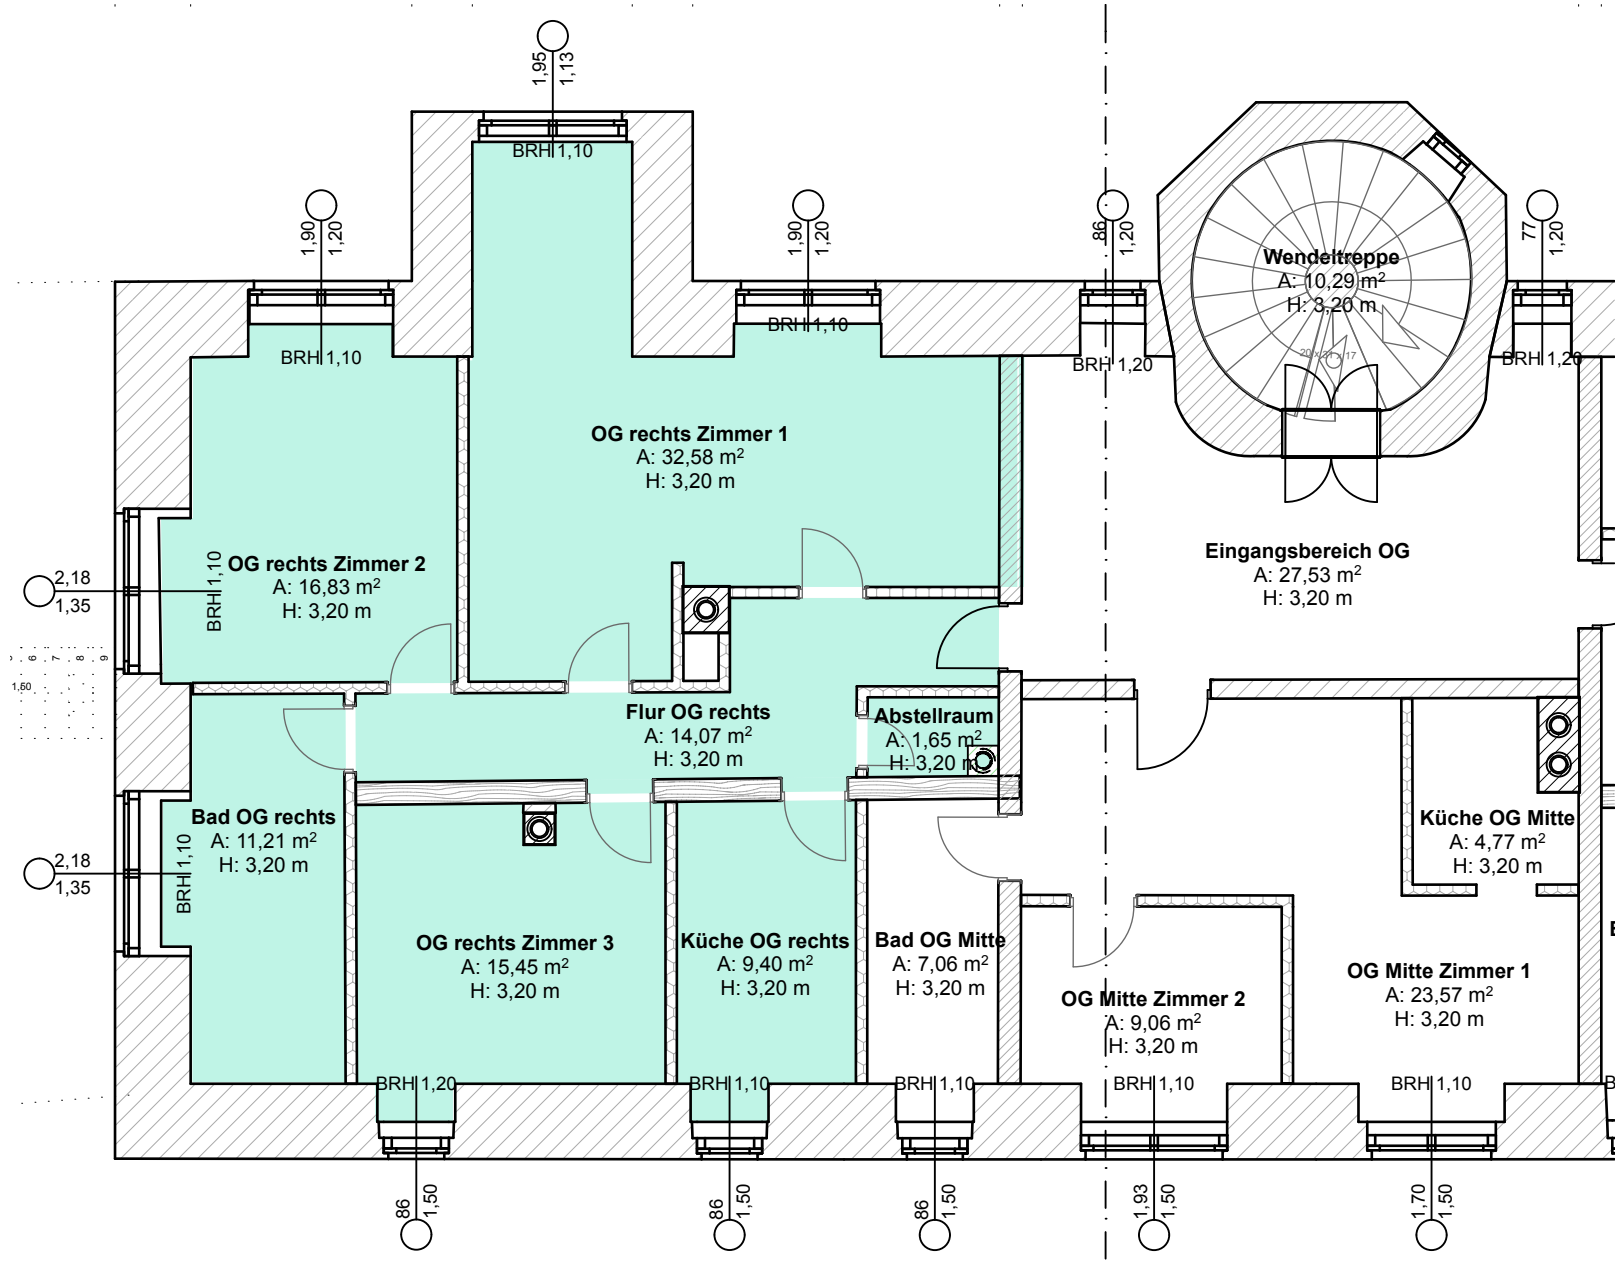 1,95
1,13
BRH 1,10
1,90
1,20
BRH 1,10
1,90
1,20
BRH 1,10
86
1,20
BRH 1,20
77
1,20
BRH 1,20
Wendeltreppe
A: 10,29 m²
H: 3,20 m
20 x 21 x 17
OG rechts Zimmer 1
A: 32,58 m²
H: 3,20 m
OG rechts Zimmer 2
A: 16,83 m²
H: 3,20 m
2,18
1,35
BRH 1,10
Eingangsbereich OG
A: 27,53 m²
H: 3,20 m
6 7 8 9
1,50
Flur OG rechts
A: 14,07 m²
H: 3,20 m
Abstellraum
A: 1,65 m²
H: 3,20 m
Bad OG rechts
A: 11,21 m²
H: 3,20 m
2,18
1,35
BRH 1,10
Küche OG Mitte
A: 4,77 m²
H: 3,20 m
OG rechts Zimmer 3
A: 15,45 m²
H: 3,20 m
Küche OG rechts
A: 9,40 m²
H: 3,20 m
Bad OG Mitte
A: 7,06 m²
H: 3,20 m
OG Mitte Zimmer 2
A: 9,06 m²
H: 3,20 m
OG Mitte Zimmer 1
A: 23,57 m²
H: 3,20 m
BRH 1,20
BRH 1,10
BRH 1,10
BRH 1,10
BRH 1,10
86
1,50
86
1,50
86
1,50
1,93
1,50
1,70
1,50